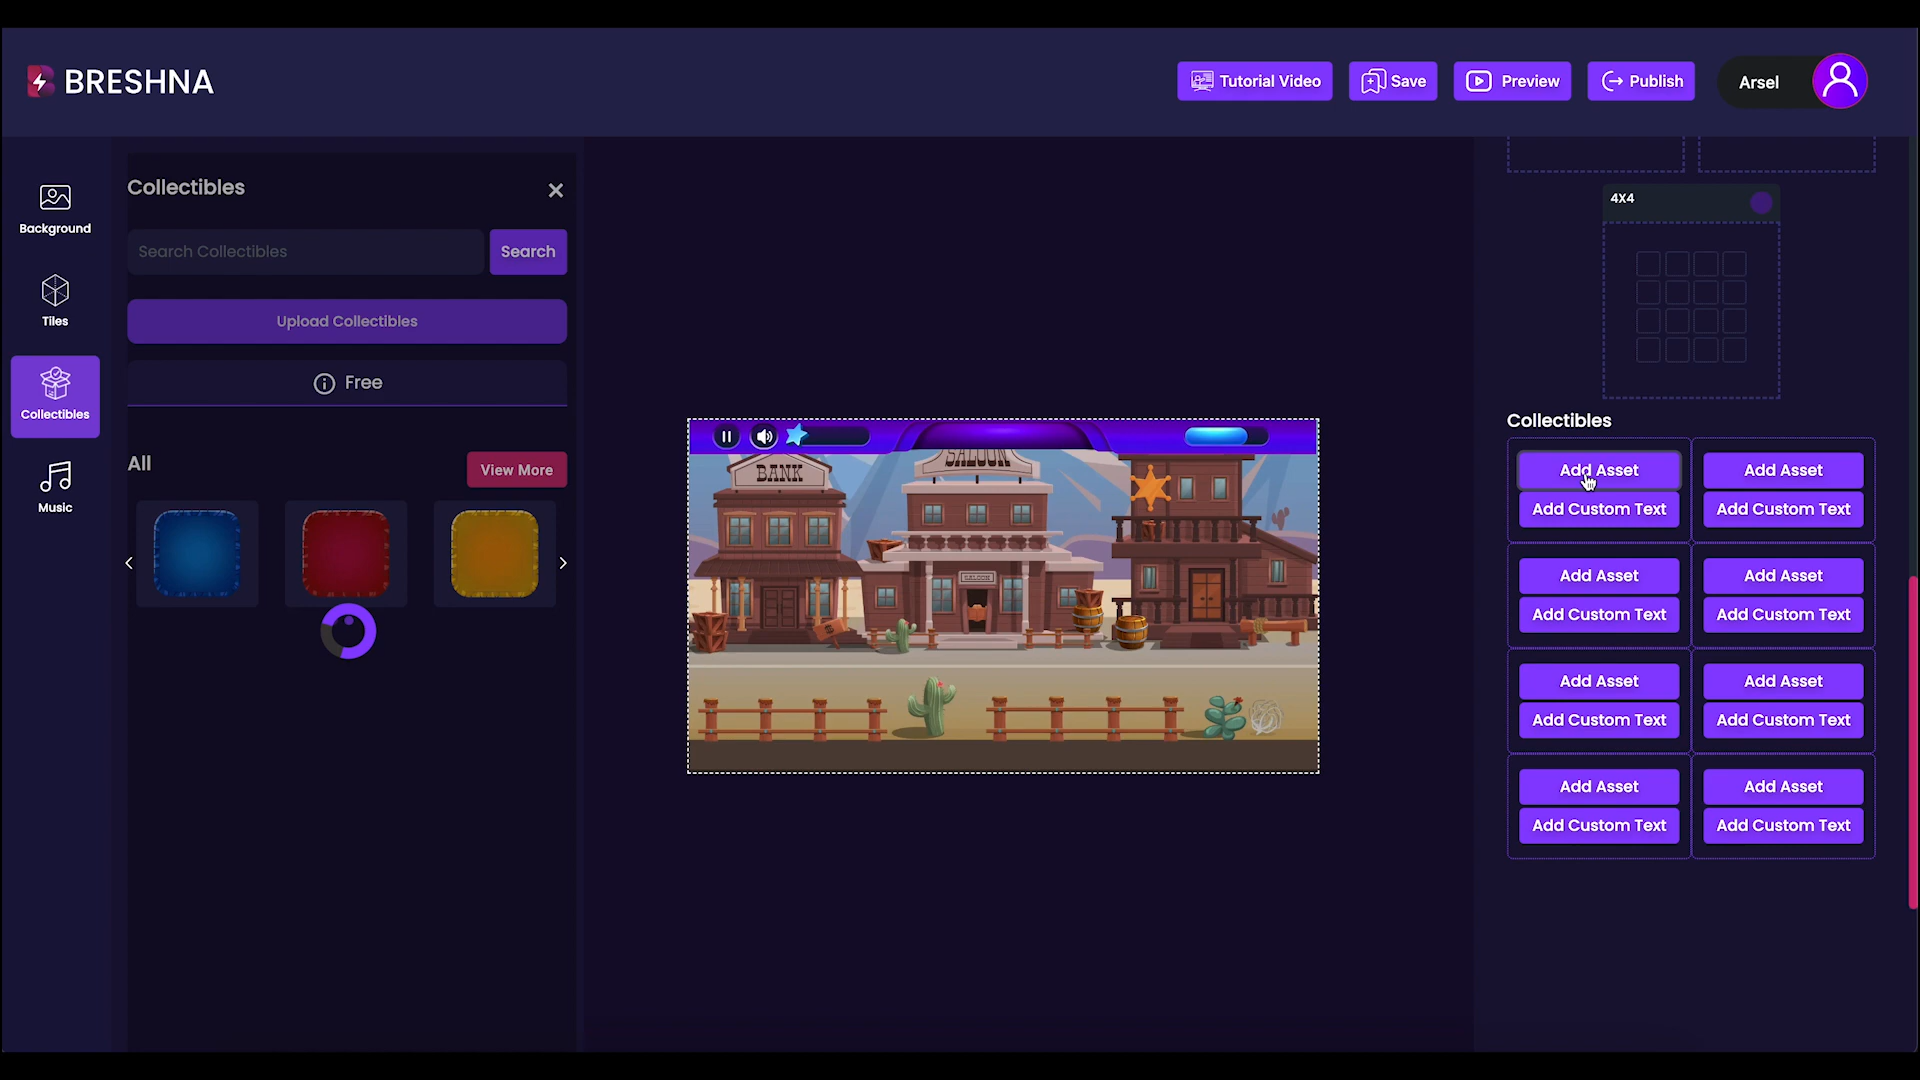 BRESHNA
Tutorial Video
Save
Preview
Publish
Arsel
Background
Tiles
Collectibles
Music
Collectibles
Search Collectibles
Search
Upload Collectibles
Free
All
View More
BANK
SALOON
SALOON
4X4
Collectibles
Add Asset
Add Asset
Add Custom Text
Add Custom Text
Add Asset
Add Asset
Add Custom Text
Add Custom Text
Add Asset
Add Asset
Add Custom Text
Add Custom Text
Add Asset
Add Asset
Add Custom Text
Add Custom Text